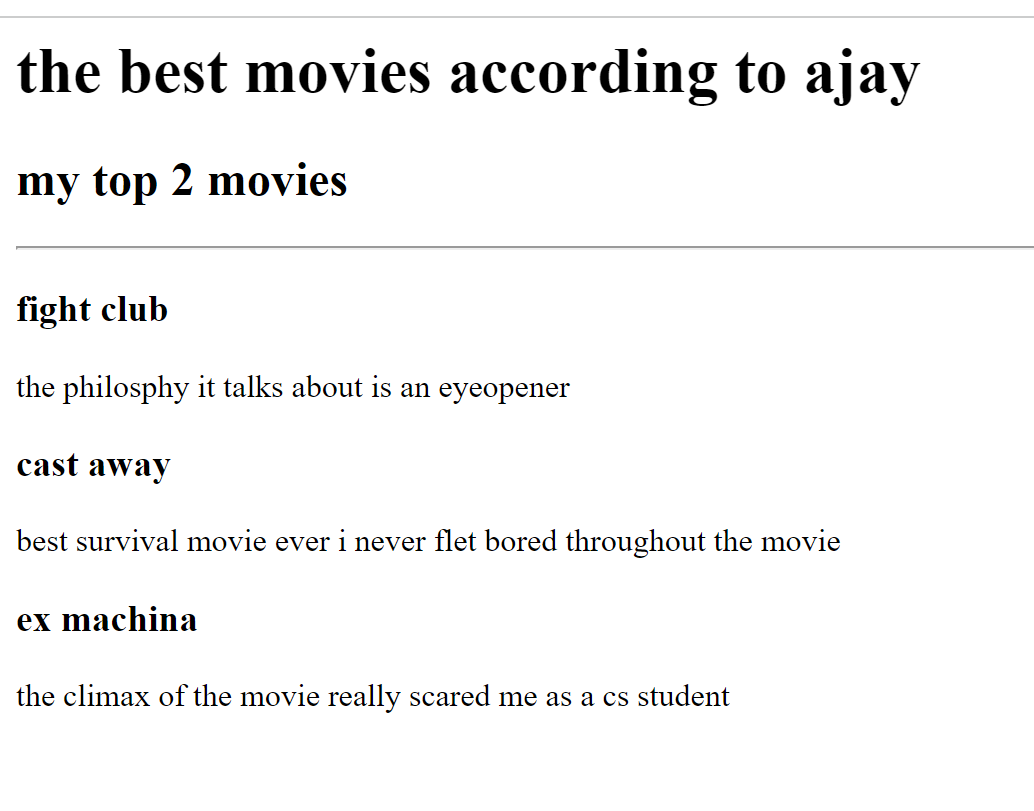 the best movies according to ajay
my top 2 movies
fight club
the philosphy it talks about is an eyeopener
cast away
best survival movie ever i never flet bored throughout the movie
ex machina
the climax of the movie really scared me as a cs student